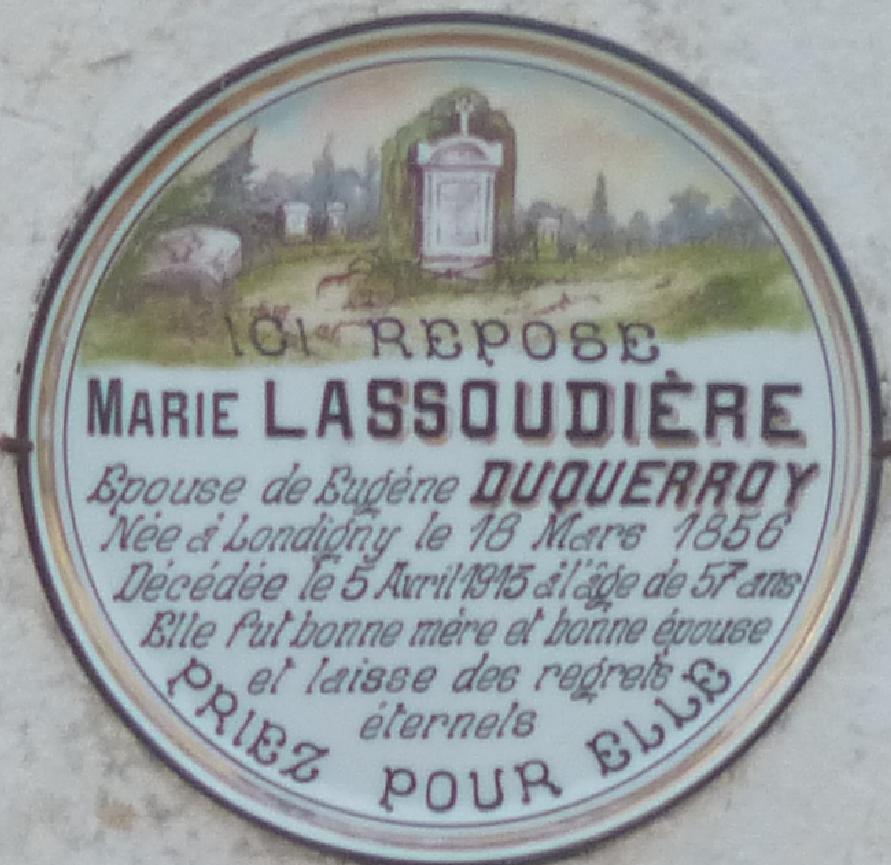 ICI REPOSE
MARIE LASSOUDIÈRE
Epouse de Eugène DUQUERROY
Née à Londigny le 18 Mars 1856
Décédée le 5 Avril 1913 à l'âge de 57 ans
Elle fut bonne mère et bonne épouse
et laisse des regrets
éternels
PRIEZ POUR ELLE